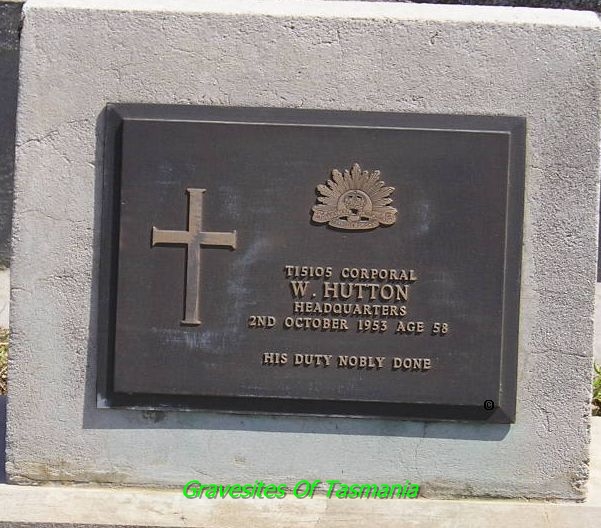 T15105 CORPORAL
W. HUTTON
HEADQUARTERS
2ND OCTOBER 1953 AGE 58
HIS DUTY NOBLY DONE
Gravesites Of Tasmania